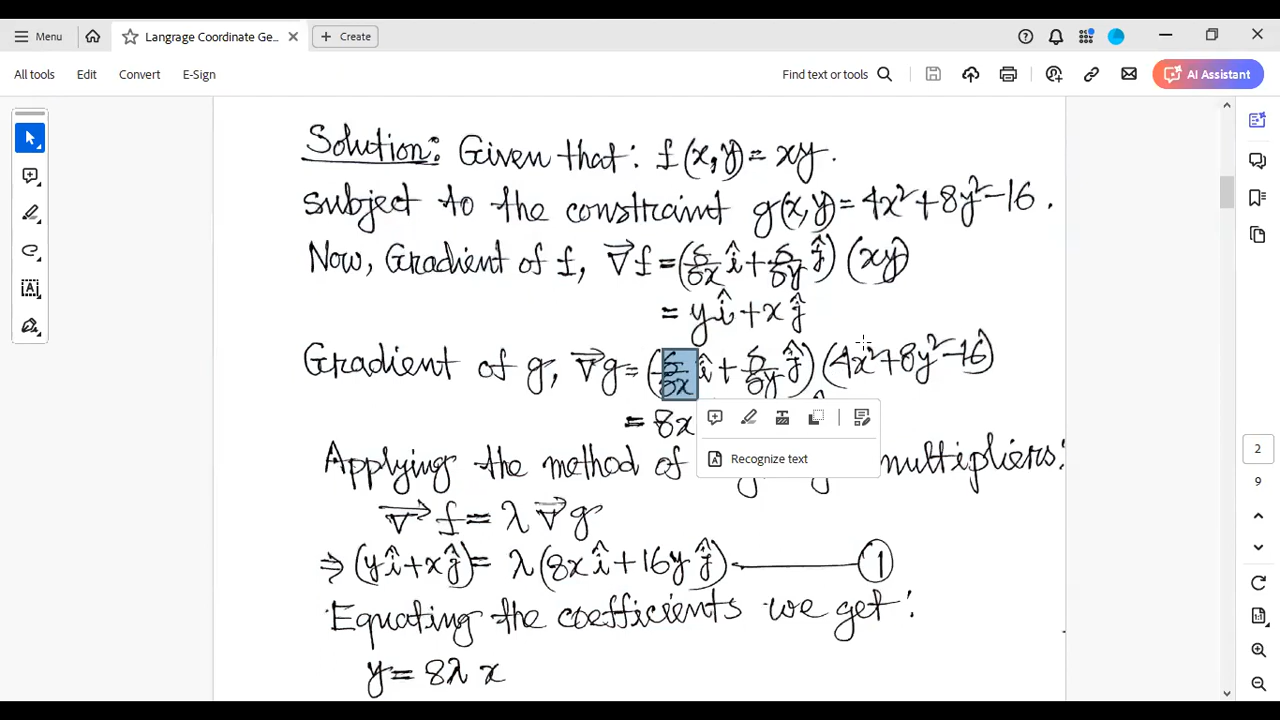 Menu
Langrage Coordinate Ge...
Create
All tools
Edit
Convert
E-Sign
Find text or tools
AI Assistant
Solution: Given that: f(x,y)=xy.
subject to the constraint g(x,y)=4x²+8y²-16.
Now, Gradient of f, ∇⃗f=(δ/δx î+δ/δy ĵ)(xy)
= yî+xĵ
Gradient of g, ∇⃗g=(δ/δx î+δ/δy ĵ)(4x²+8y²-16)
= 8x
Recognize text
Applying the method of multipliers:
∇⃗f=λ∇⃗g
⇒(yî+xĵ)=λ(8xî+16yĵ) ← 1
Equating the coefficients we get:
y=8λx
2
9